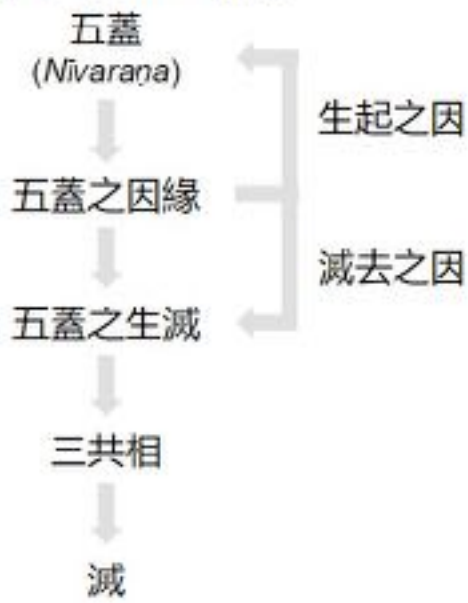 五蓋
(Nīvaraṇa)
生起之因
五蓋之因緣
滅去之因
五蓋之生滅
三共相
滅